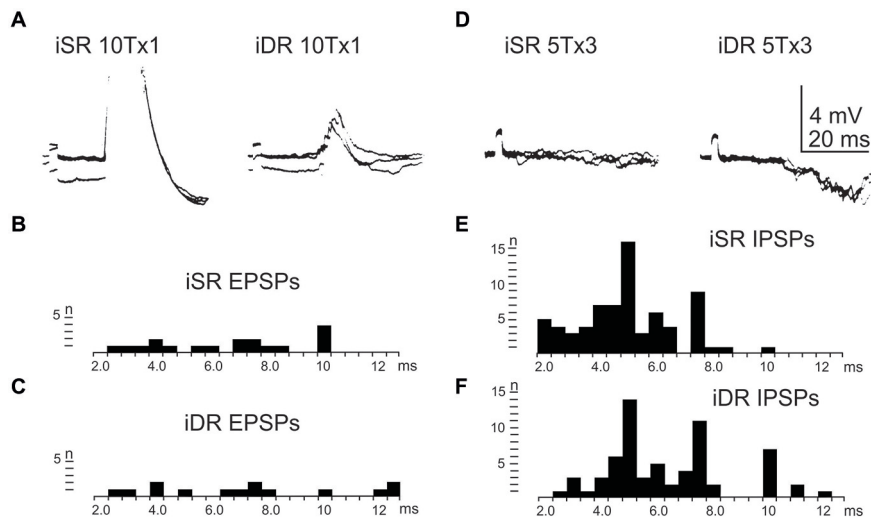 A
iSR 10Tx1
iDR 10Tx1
B
iSR EPSPs
5 n
2.0 4.0 6.0 8.0 10 12 ms
C
iDR EPSPs
5 n
2.0 4.0 6.0 8.0 10 12 ms
D
iSR 5Tx3
iDR 5Tx3
4 mV
20 ms
E
iSR IPSPs
15 n
10
5
2.0 4.0 6.0 8.0 10 12 ms
F
iDR IPSPs
15 n
10
5
2.0 4.0 6.0 8.0 10 12 ms